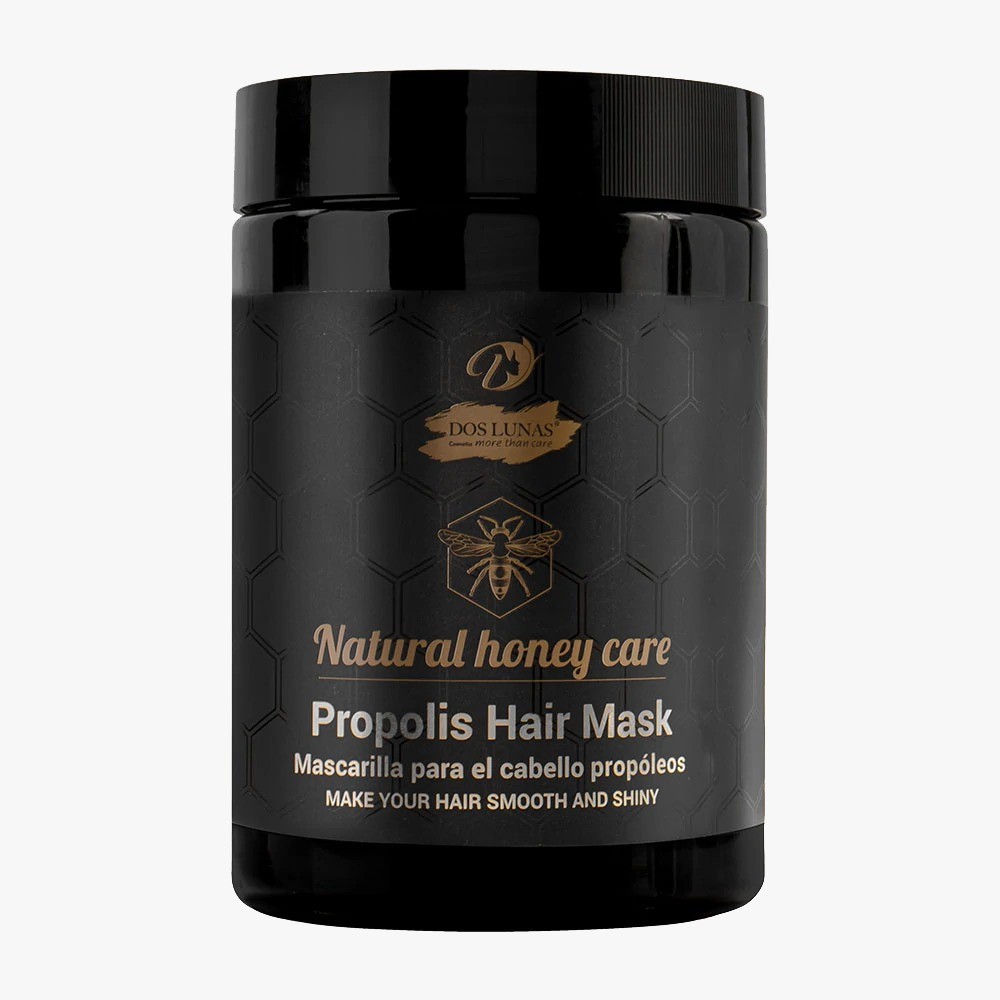 DOS LUNAS®
Cosmetics more than care
Natural honey care
Propolis Hair Mask
Mascarilla para el cabello propóleos
MAKE YOUR HAIR SMOOTH AND SHINY